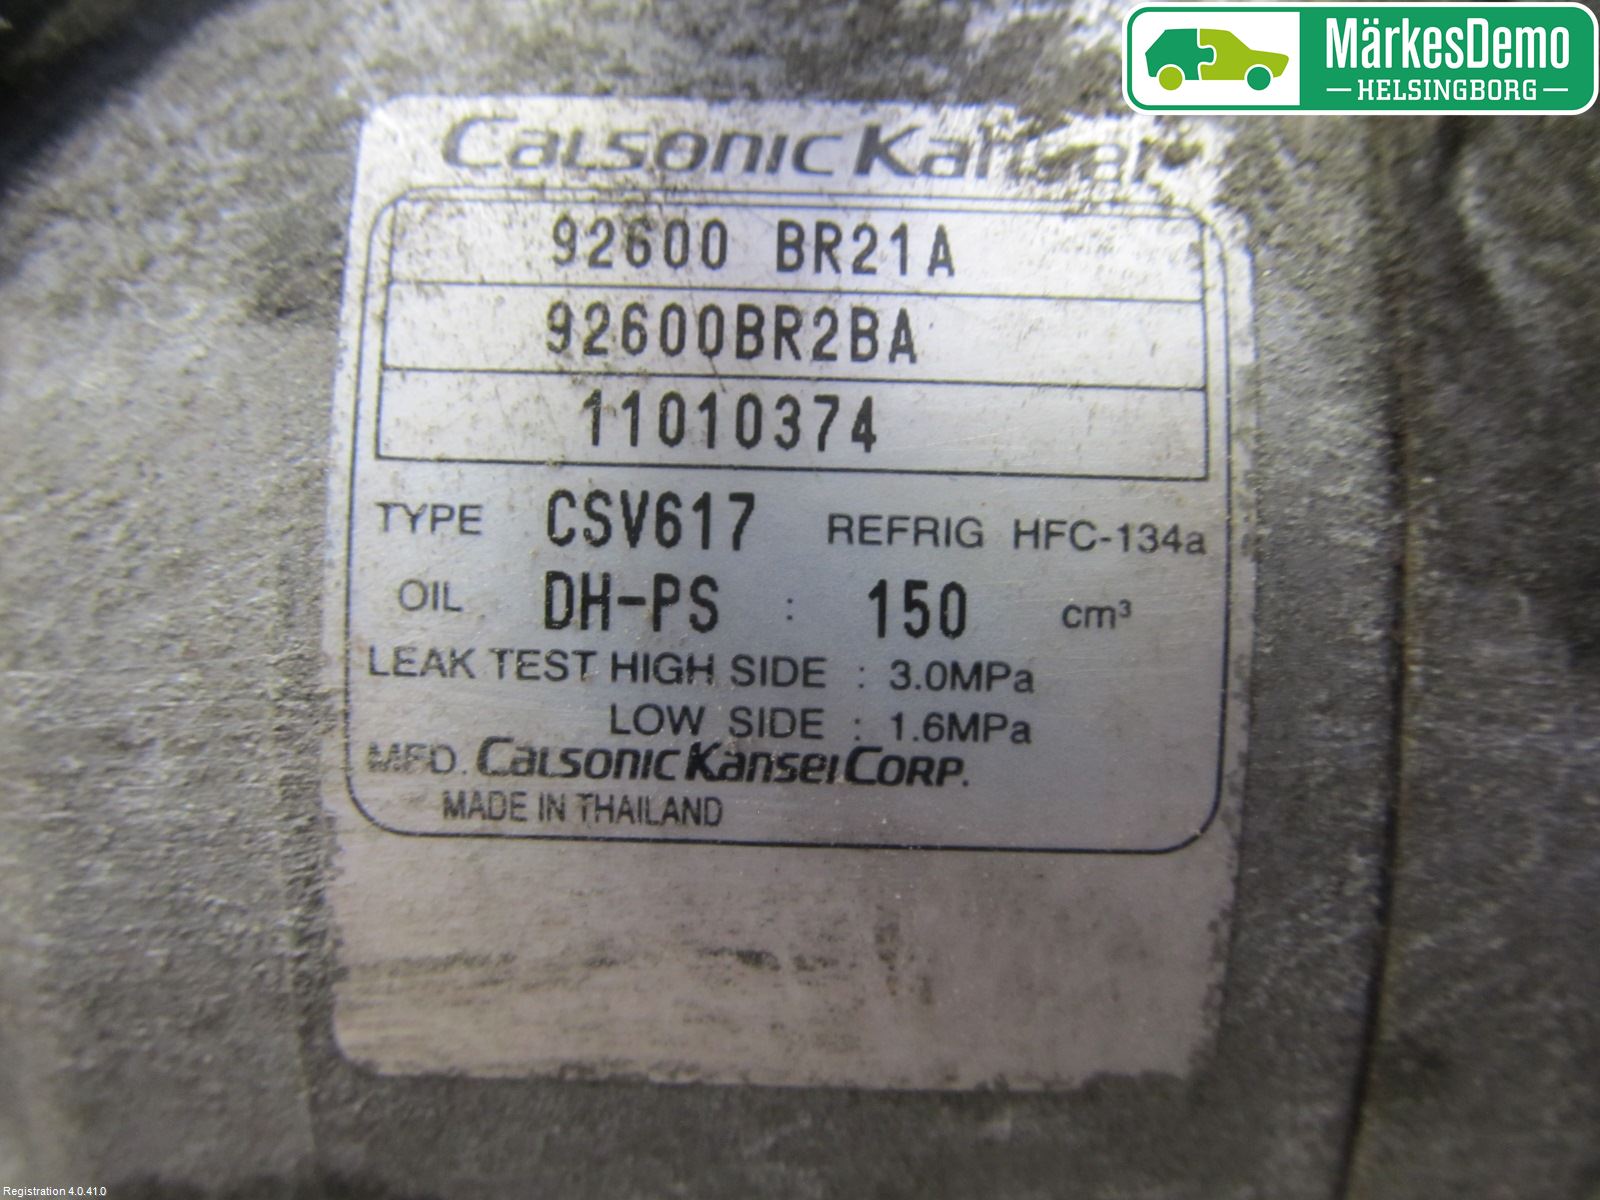 MärkesDemo
HELSINGBORG
Calsonic Kansei
92600 BR21A
92600BR2BA
11010374
TYPE CSV617 REFRIG HFC-134a
OIL DH-PS : 150 cm³
LEAK TEST HIGH SIDE : 3.0MPa
LOW SIDE : 1.6MPa
MFD. Calsonic Kansei Corp.
MADE IN THAILAND
Registration 4.0.41.0